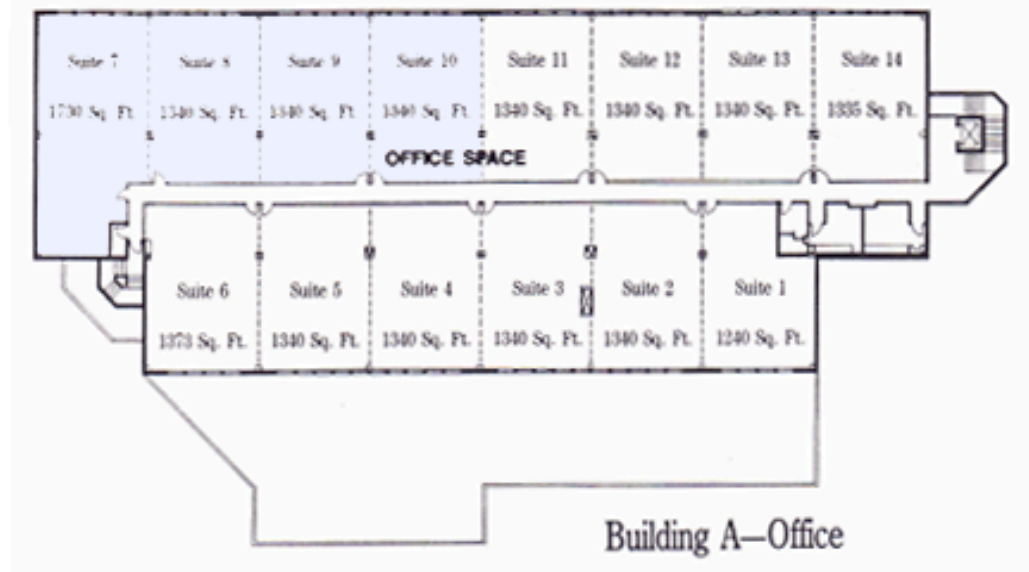 Suite 7 Suite 8 Suite 9 Suite 10 Suite 11 Suite 12 Suite 13 Suite 14
1730 Sq. Ft. 1340 Sq. Ft. 1340 Sq. Ft. 1340 Sq. Ft. 1340 Sq. Ft. 1340 Sq. Ft. 1340 Sq. Ft. 1335 Sq. Ft.
OFFICE SPACE
Suite 6 Suite 5 Suite 4 Suite 3 Suite 2 Suite 1
1373 Sq. Ft. 1340 Sq. Ft. 1340 Sq. Ft. 1340 Sq. Ft. 1340 Sq. Ft. 1240 Sq. Ft.
Building A—Office